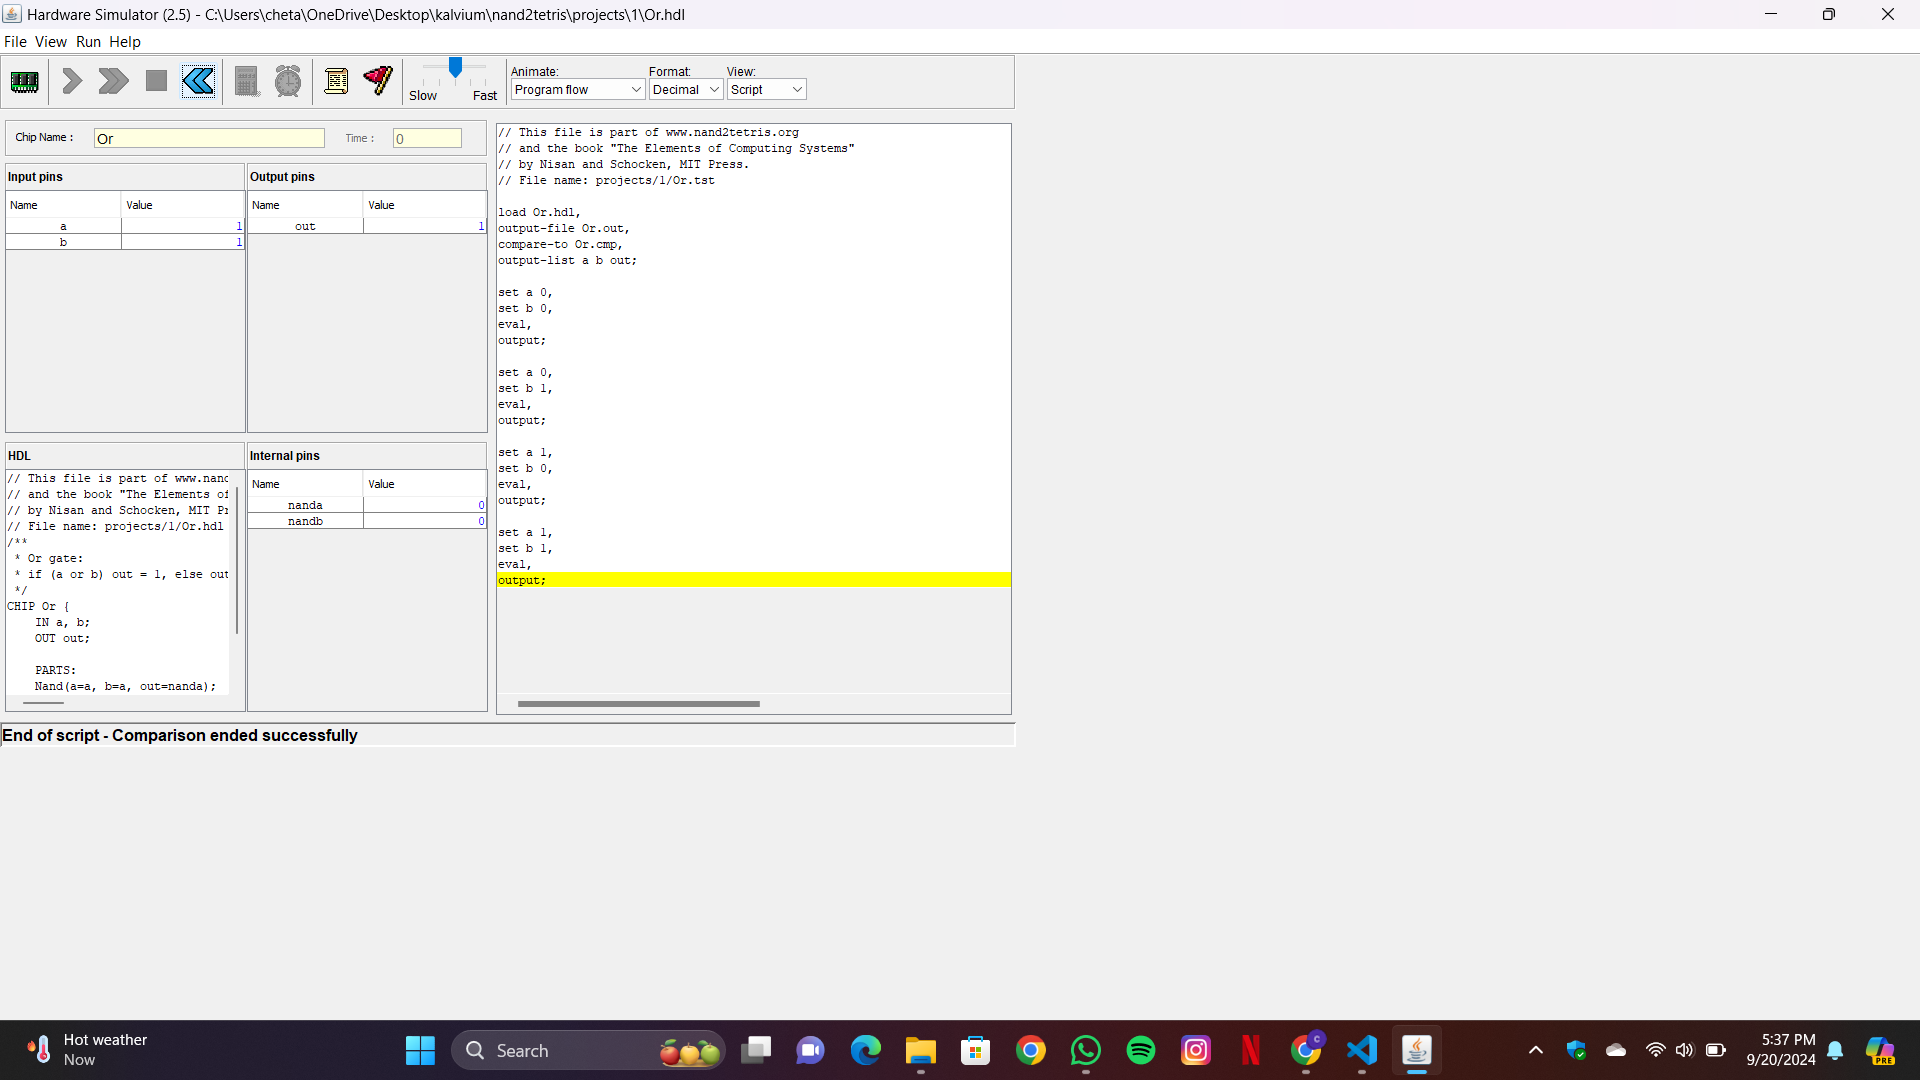 Hardware Simulator (2.5) - C:\Users\cheta\OneDrive\Desktop\kalvium\nand2tetris\projects\1\Or.hdl
File View Run Help
Slow Fast
Animate: Format: View:
Program flow Decimal Script
Chip Name : Or Time : 0
Input pins
Name Value
a 1
b 1
Output pins
Name Value
out 1
HDL
// This file is part of www.nand
// and the book "The Elements of
// by Nisan and Schocken, MIT Pr
// File name: projects/1/Or.hdl
/**
* Or gate:
* if (a or b) out = 1, else out
*/
CHIP Or {
IN a, b;
OUT out;
PARTS:
Nand(a=a, b=a, out=nanda);
Internal pins
Name Value
nanda 0
nandb 0
// This file is part of www.nand2tetris.org
// and the book "The Elements of Computing Systems"
// by Nisan and Schocken, MIT Press.
// File name: projects/1/Or.tst
load Or.hdl,
output-file Or.out,
compare-to Or.cmp,
output-list a b out;
set a 0,
set b 0,
eval,
output;
set a 0,
set b 1,
eval,
output;
set a 1,
set b 0,
eval,
output;
set a 1,
set b 1,
eval,
output;
End of script - Comparison ended successfully
Hot weather
Now
Search
C
N
5:37 PM
9/20/2024
PRE